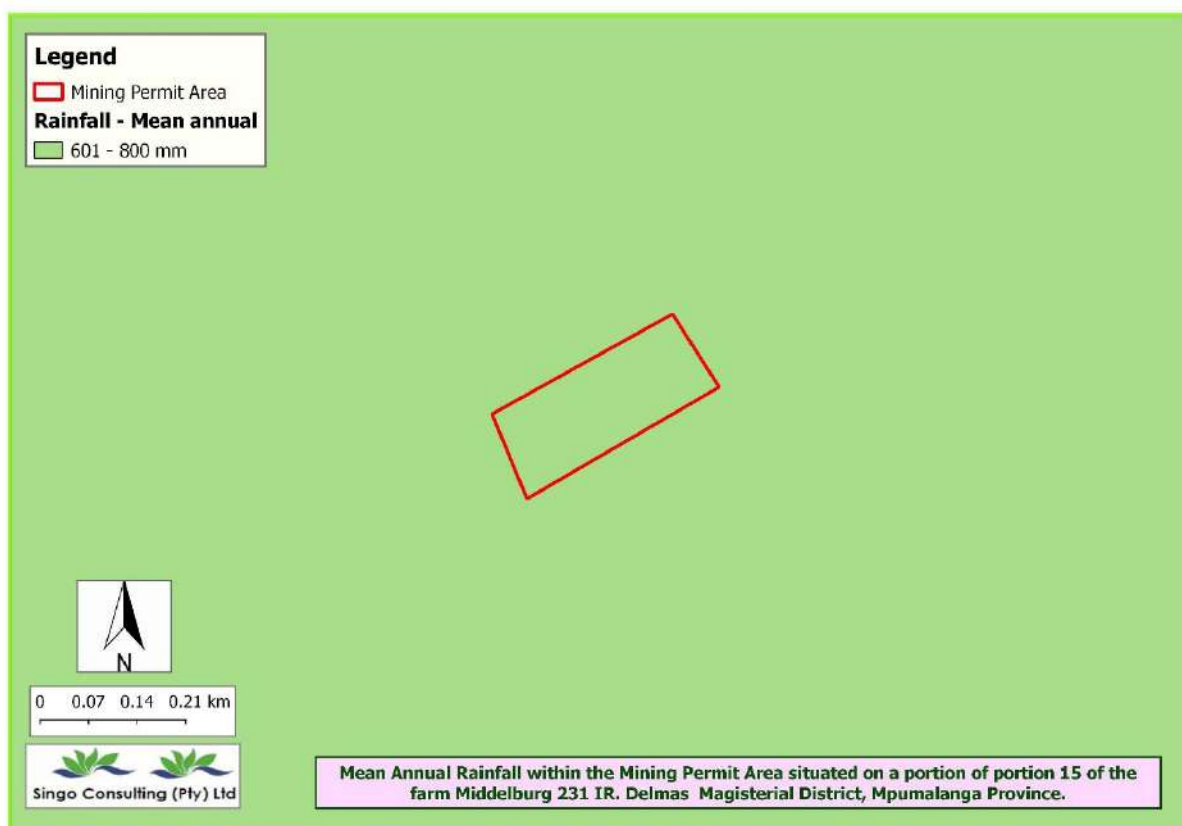 Legend
Mining Permit Area
Rainfall - Mean annual
601 - 800 mm
N
0 0.07 0.14 0.21 km
Singo Consulting (Pty) Ltd
Mean Annual Rainfall within the Mining Permit Area situated on a portion of portion 15 of the
farm Middelburg 231 IR. Delmas Magisterial District, Mpumalanga Province.